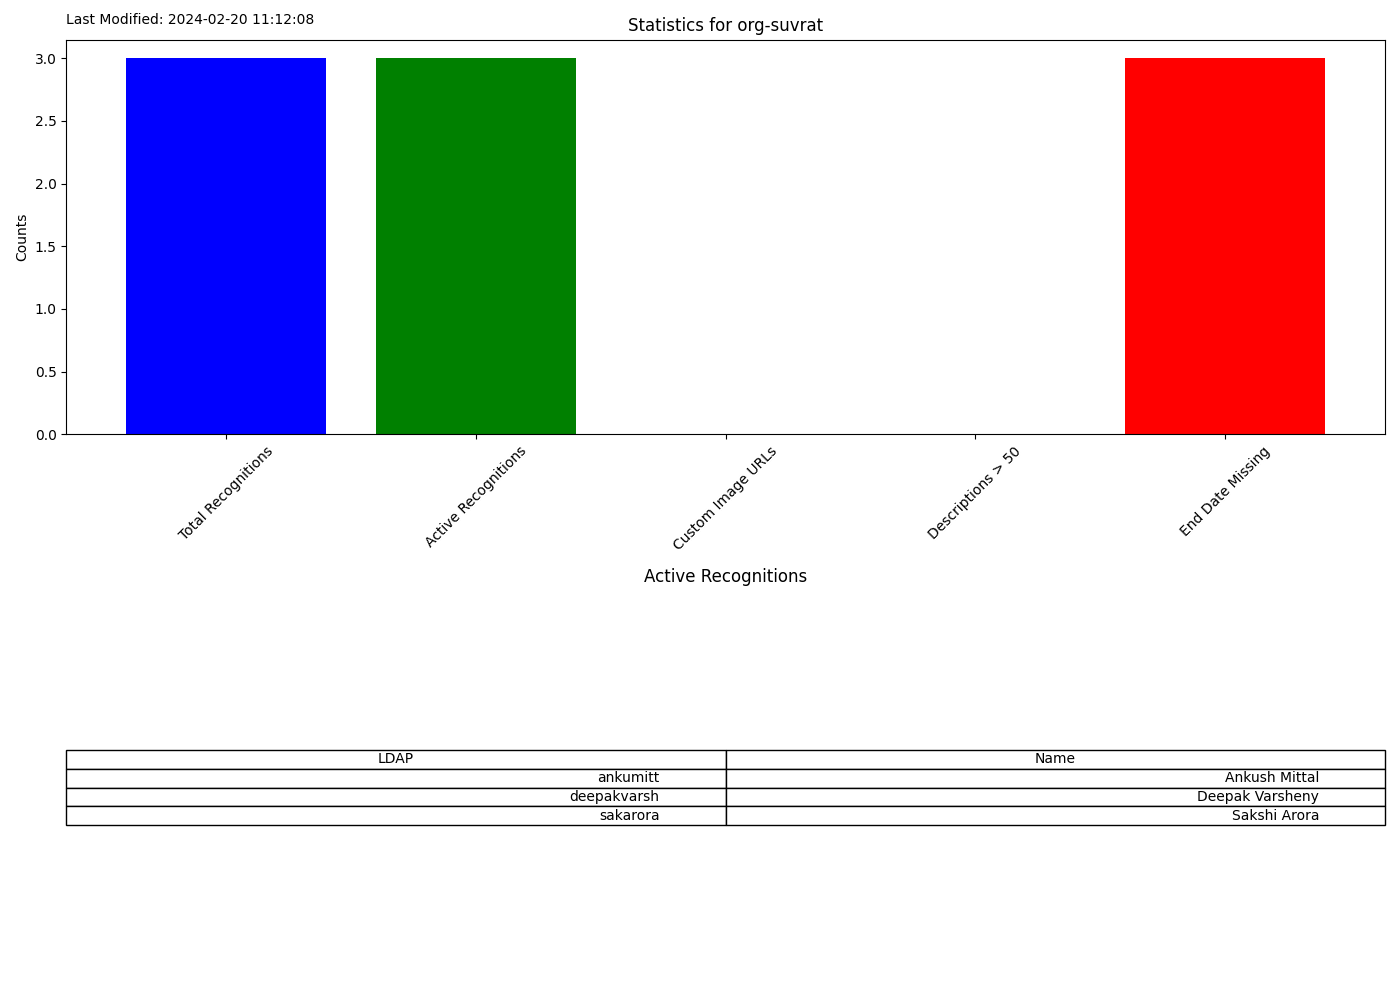 Last Modified: 2024-02-20 11:12:08
Statistics for org-suvrat
3.0
2.5
2.0
1.5
1.0
0.5
0.0
Counts
Total Recognitions
Active Recognitions
Custom Image URLs
Descriptions > 50
End Date Missing
Active Recognitions
LDAP Name
ankumitt Ankush Mittal
deepakvarsh Deepak Varsheny
sakarora Sakshi Arora